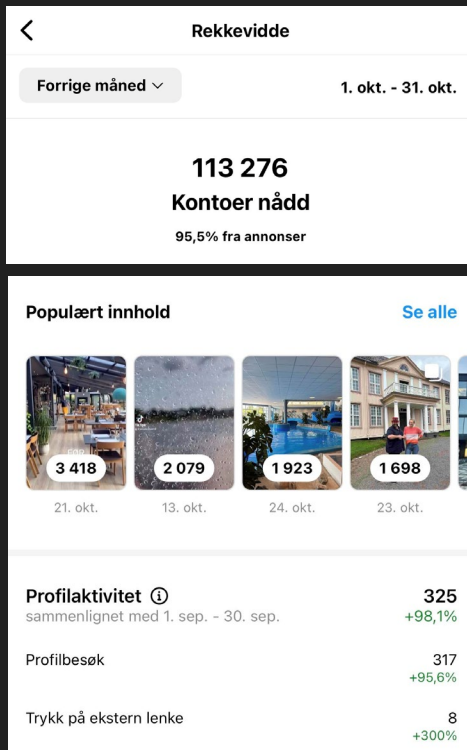 Rekkevidde
Forrige måned
1. okt. - 31. okt.
113 276
Kontoer nådd
95,5% fra annonser
Populært innhold
Se alle
3 418
2 079
1 923
1 698
21. okt.
13. okt.
24. okt.
23. okt.
Profilaktivitet
325
sammenlignet med 1. sep. - 30. sep.
+98,1%
Profilbesøk
317
+95,6%
Trykk på ekstern lenke
8
+300%